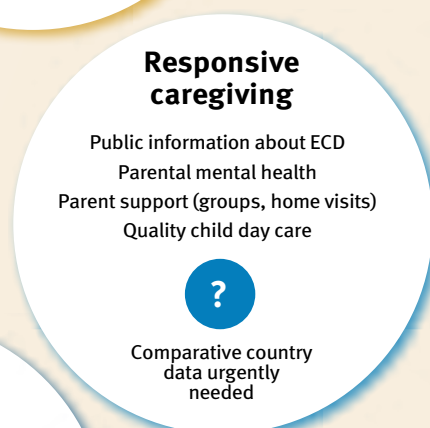 Responsive
caregiving
Public information about ECD
Parental mental health
Parent support (groups, home visits)
Quality child day care
?
Comparative country
data urgently
needed